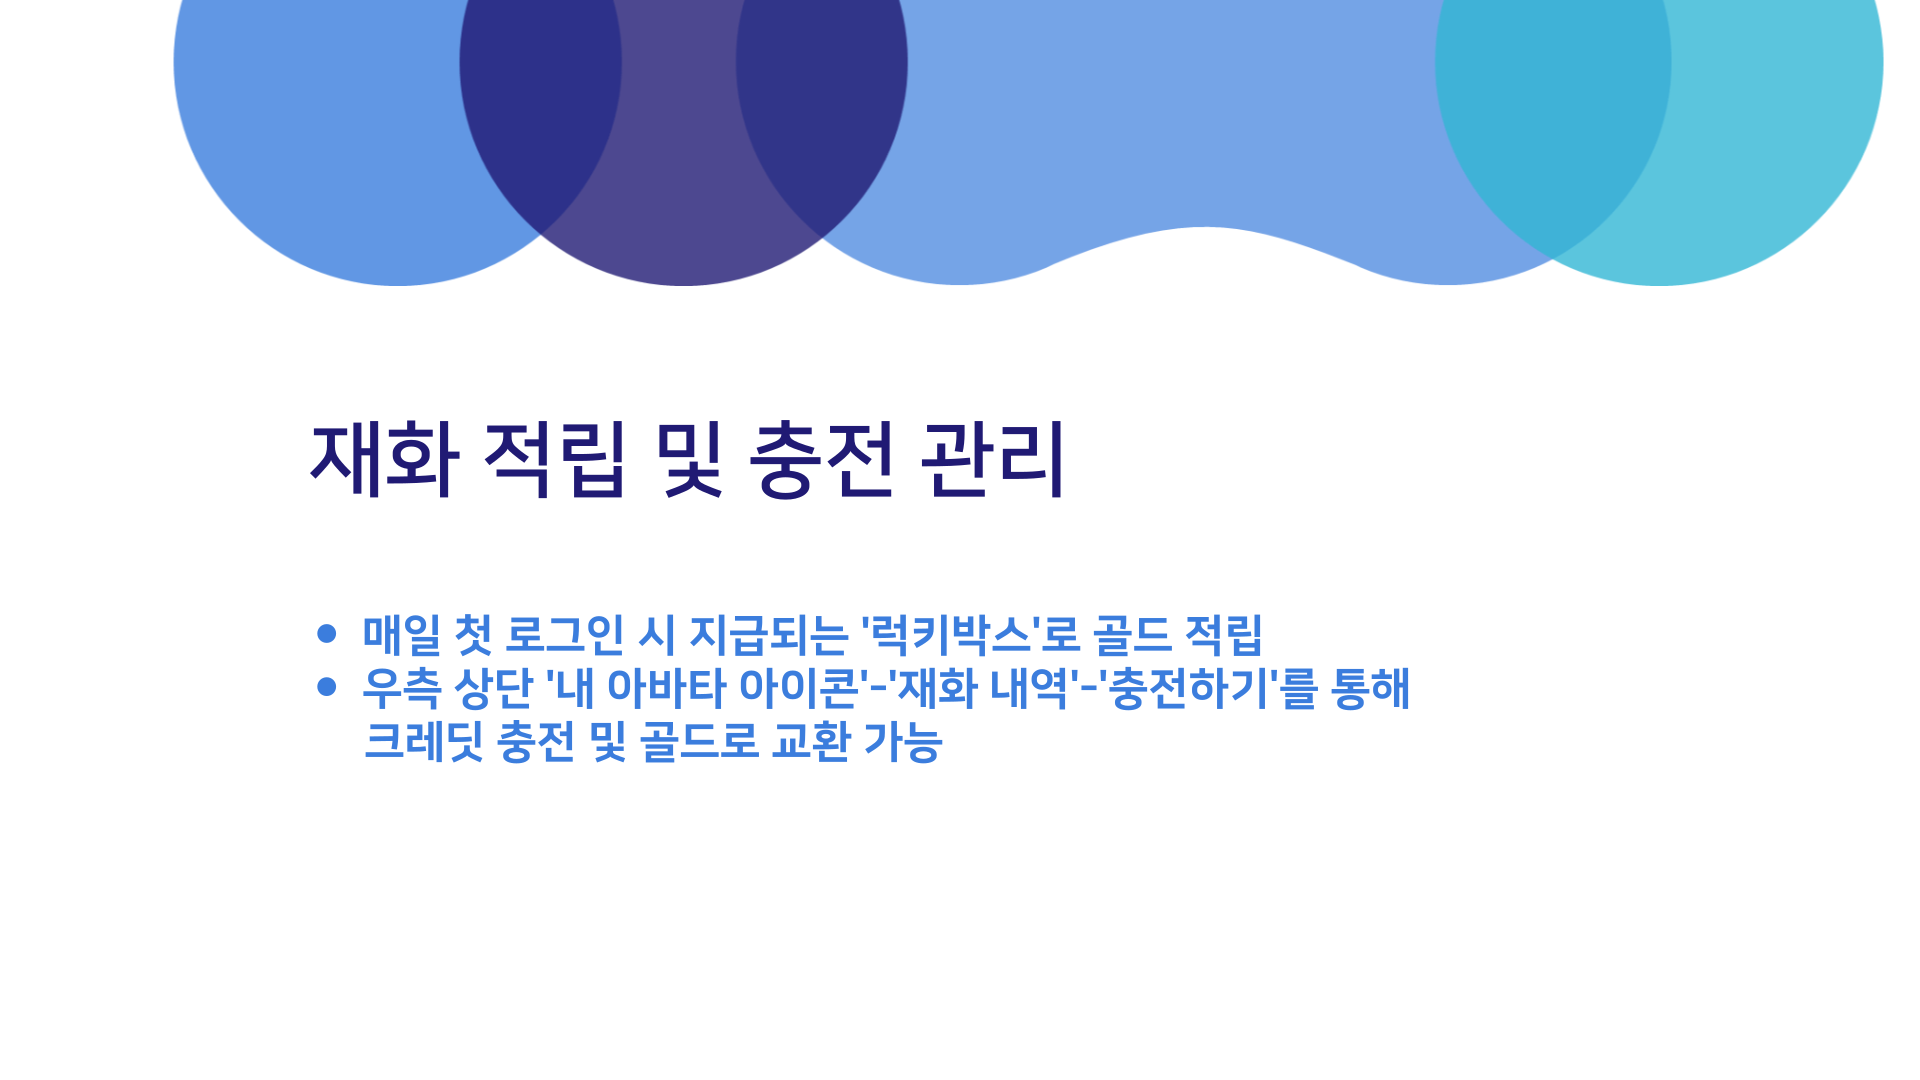 재화 적립 및 충전 관리
● 매일 첫 로그인 시 지급되는 '럭키박스'로 골드 적립
● 우측 상단 '내 아바타 아이콘'-'재화 내역'-'충전하기'를 통해
크레딧 충전 및 골드로 교환 가능